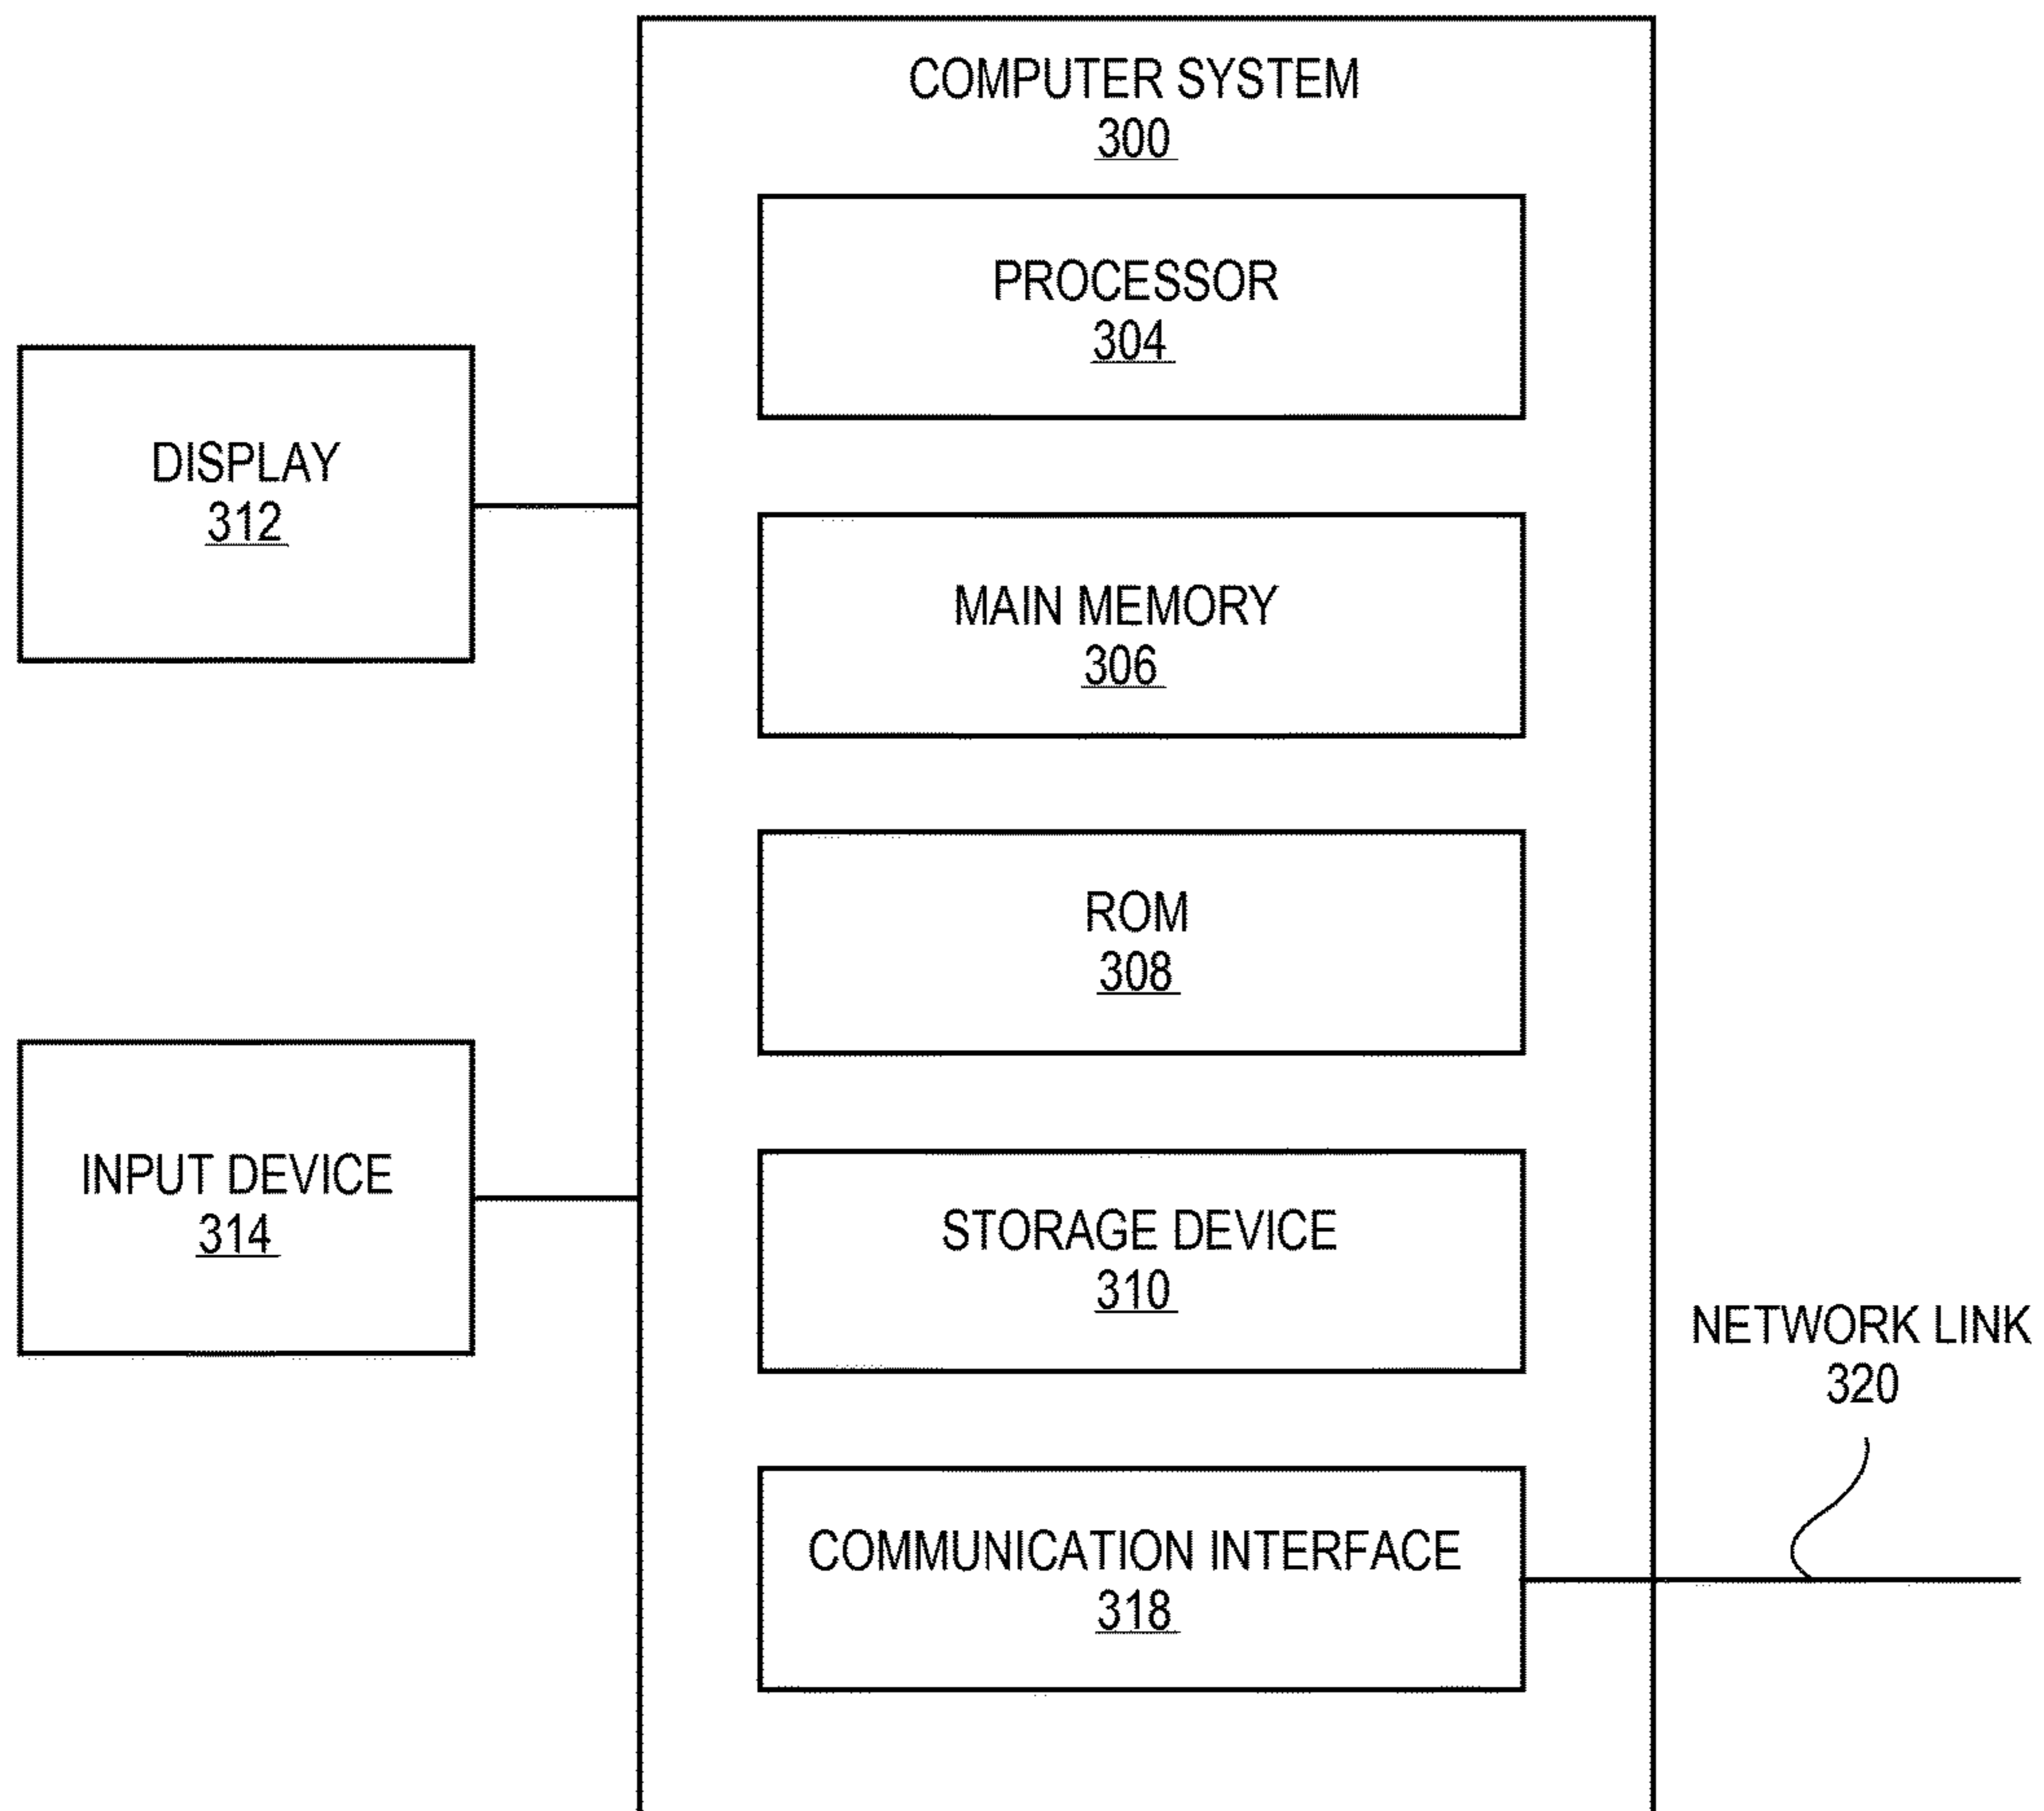 COMPUTER SYSTEM
300
PROCESSOR
304
DISPLAY
312
MAIN MEMORY
306
ROM
308
INPUT DEVICE
314
STORAGE DEVICE
310
NETWORK LINK
320
COMMUNICATION INTERFACE
318